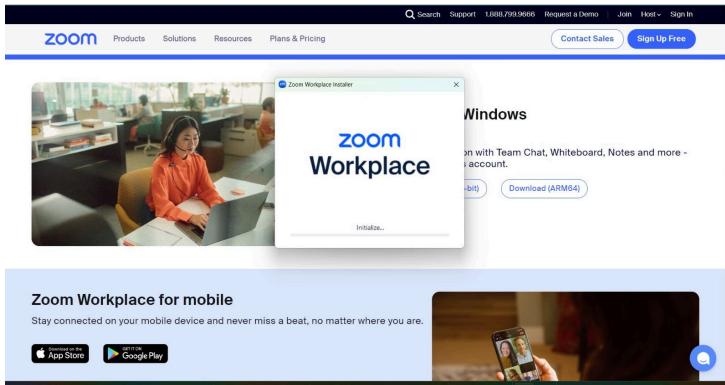 Search Support 1.888.799.9666 Request a Demo Join Host Sign In
zoom Products Solutions Resources Plans & Pricing Contact Sales Sign Up Free
zoom Zoom Workplace Installer
zoom
Workplace
Initialize...
Windows
on with Team Chat, Whiteboard, Notes and more -
s account.
-bit) Download (ARM64)
Zoom Workplace for mobile
Stay connected on your mobile device and never miss a beat, no matter where you are.
Download on the App Store GET IT ON Google Play